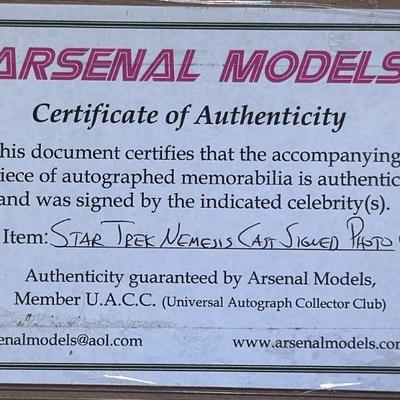 ARSENAL MODELS
Certificate of Authenticity
his document certifies that the accompanying
iece of autographed memorabilia is authentic
and was signed by the indicated celebrity(s).
Item: STAR TREK NEMESIS CAST SIGNED PHOTO
Authenticity guaranteed by Arsenal Models,
Member U.A.C.C. (Universal Autograph Collector Club)
enalmodels@aol.com www.arsenalmodels.com